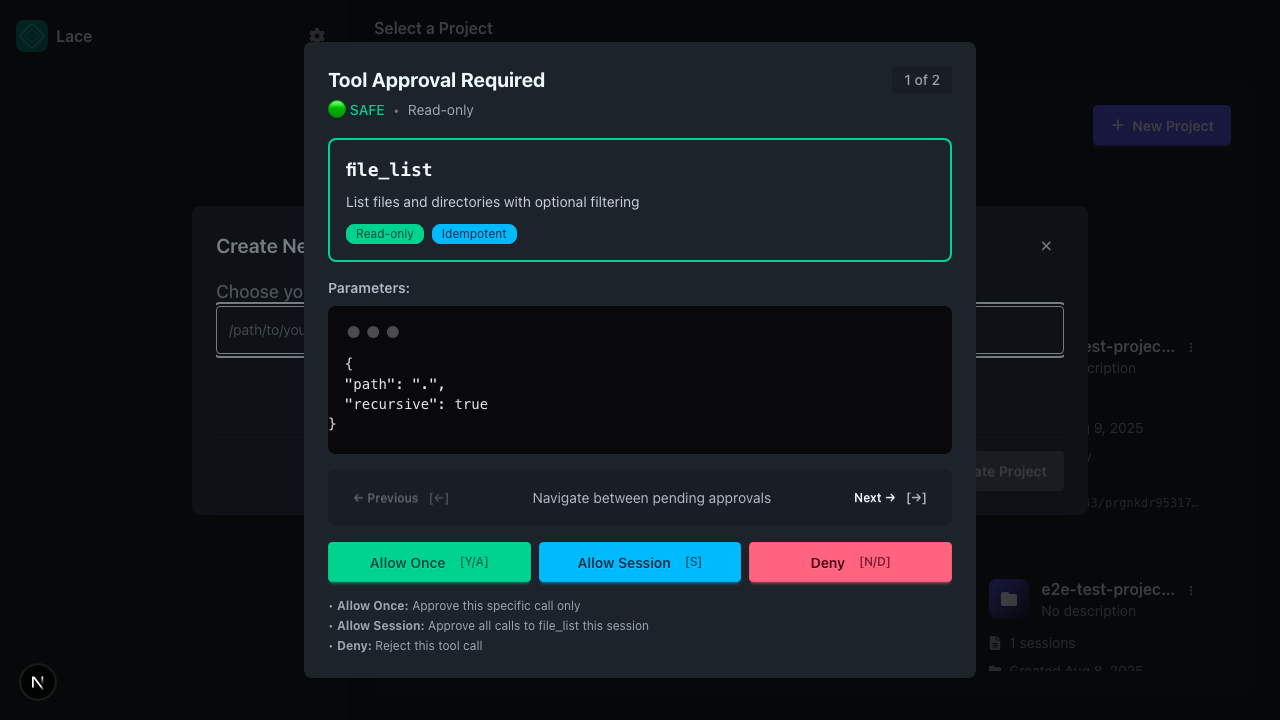 Lace
Select a Project
Tool Approval Required
1 of 2
SAFE • Read-only
New Project
file_list
List files and directories with optional filtering
Read-only
Idempotent
Create Ne
×
Choose yo
Parameters:
/path/to/you
{
"path": ".",
"recursive": true
}
est-projec...
cription
g 9, 2025
ate Project
43/prgnkdr95317…
← Previous [←]
Navigate between pending approvals
Next → [→]
Allow Once [Y/A]
Allow Session [S]
Deny [N/D]
• Allow Once: Approve this specific call only
• Allow Session: Approve all calls to file_list this session
• Deny: Reject this tool call
e2e-test-projec...
No description
1 sessions
Created Aug 8, 2025
N